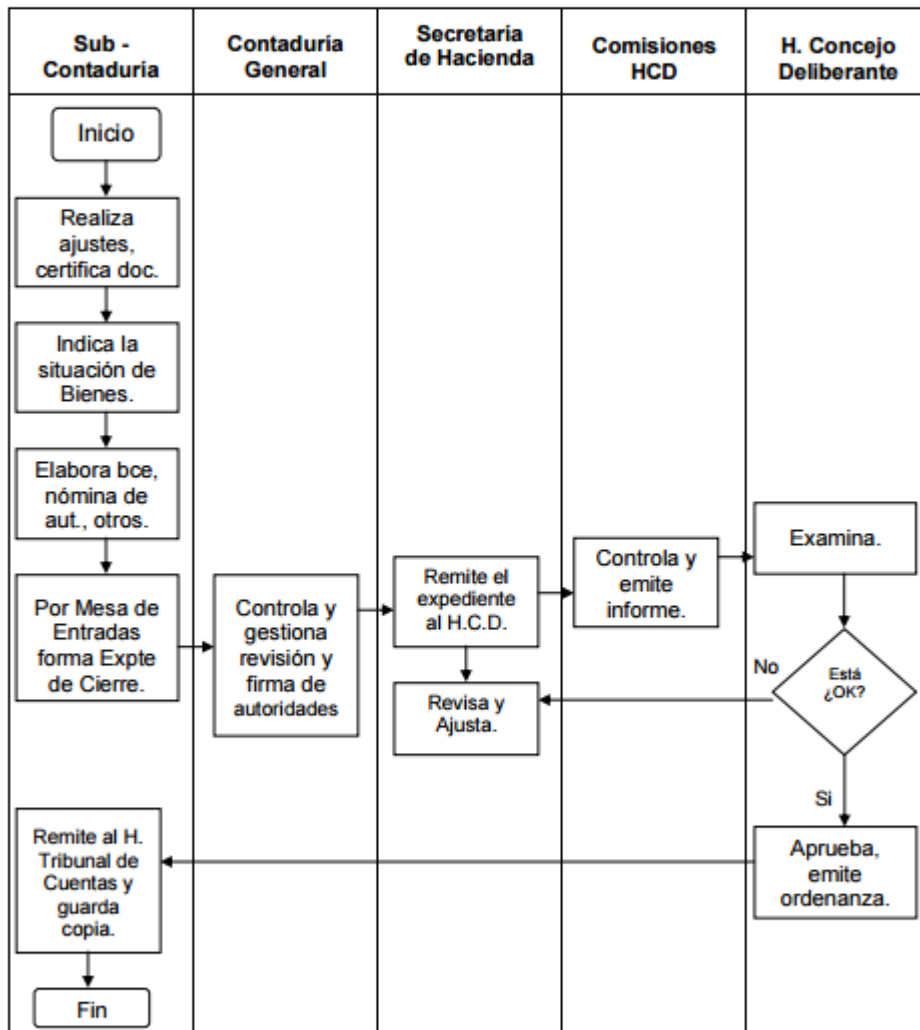 Sub -
Contaduría
Contaduría
General
Secretaría
de Hacienda
Comisiones
HCD
H. Concejo
Deliberante
Inicio
Realiza
ajustes,
certifica doc.
Indica la
situación de
Bienes.
Elabora bce,
nómina de
aut., otros.
Por Mesa de
Entradas
forma Expte
de Cierre.
Controla y
gestiona
revisión y
firma de
autoridades
Remite el
expediente
al H.C.D.
Revisa y
Ajusta.
Controla y
emite
informe.
Examina.
Está
¿OK?
No
Si
Aprueba,
emite
ordenanza.
Remite al H.
Tribunal de
Cuentas y
guarda
copia.
Fin